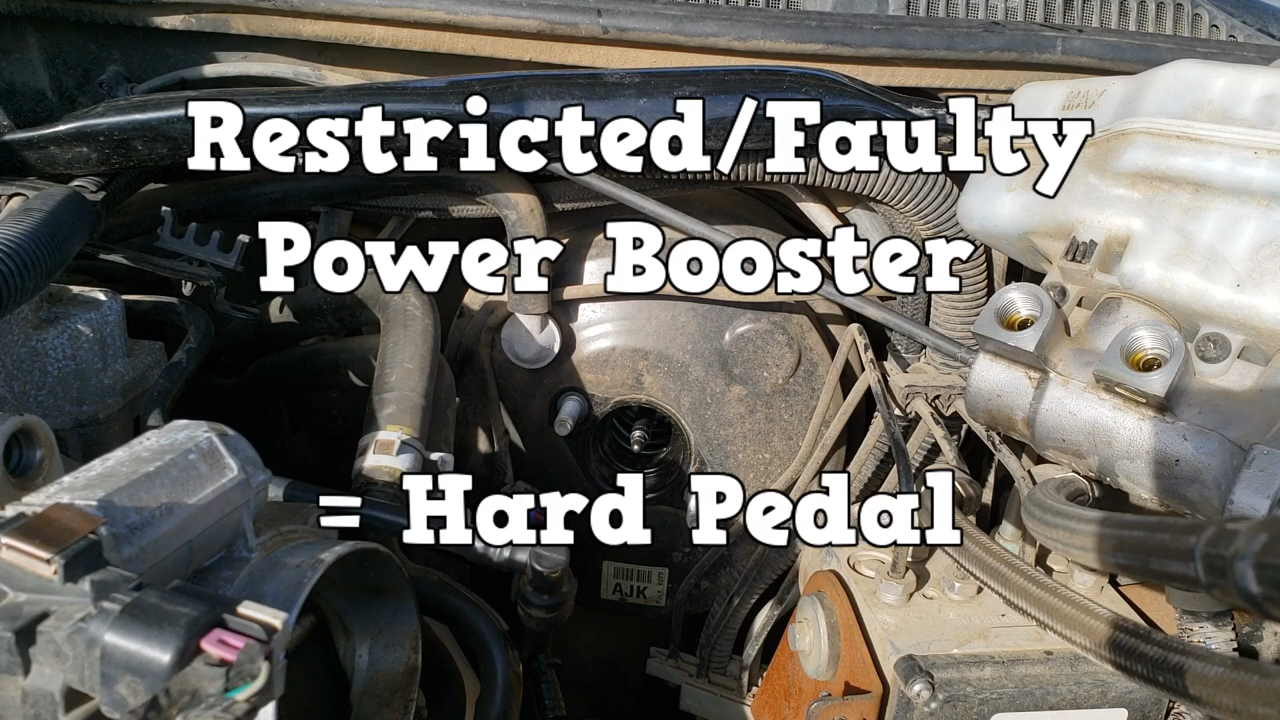 MAX
Restricted/Faulty
Power Booster
= Hard Pedal
AJK